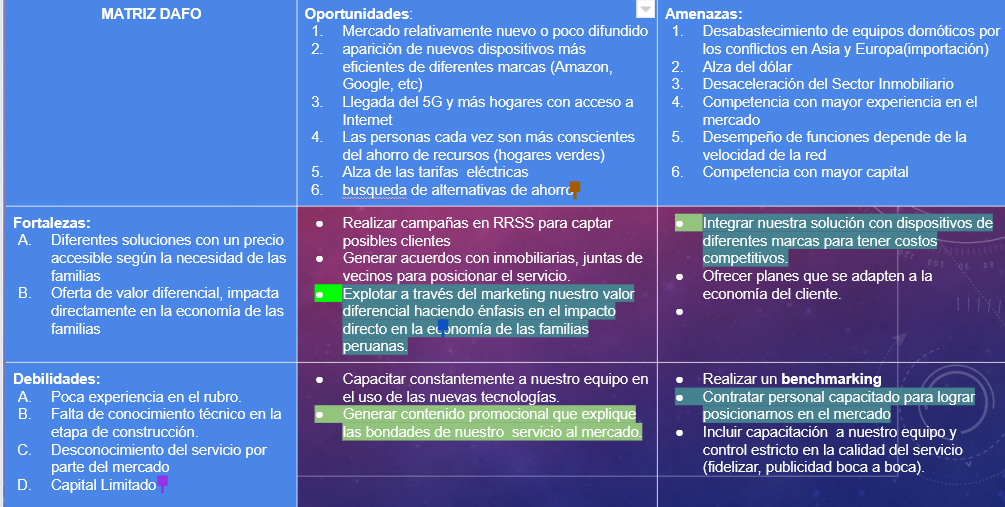 MATRIZ DAFO
Oportunidades:
1. Mercado relativamente nuevo o poco difundido
2. aparición de nuevos dispositivos más
eficientes de diferentes marcas (Amazon,
Google, etc)
3. Llegada del 5G y más hogares con acceso a
Internet
4. Las personas cada vez son más conscientes
del ahorro de recursos (hogares verdes)
5. Alza de las tarifas eléctricas
6. busqueda de alternativas de ahorro
Amenazas:
1. Desabastecimiento de equipos domóticos por
los conflictos en Asia y Europa(importación)
2. Alza del dólar
3. Desaceleración del Sector Inmobiliario
4. Competencia con mayor experiencia en el
mercado
5. Desempeño de funciones depende de la
velocidad de la red
6. Competencia con mayor capital
Fortalezas:
A. Diferentes soluciones con un precio
accesible según la necesidad de las
familias
B. Oferta de valor diferencial, impacta
directamente en la economía de las
familias
● Realizar campañas en RRSS para captar
posibles clientes
● Generar acuerdos con inmobiliarias, juntas de
vecinos para posicionar el servicio.
● Explotar a través del marketing nuestro valor
diferencial haciendo énfasis en el impacto
directo en la economía de las familias
peruanas.
● Integrar nuestra solución con dispositivos de
diferentes marcas para tener costos
competitivos.
● Ofrecer planes que se adapten a la
economía del cliente.
●
Debilidades:
A. Poca experiencia en el rubro.
B. Falta de conocimiento técnico en la
etapa de construcción.
C. Desconocimiento del servicio por
parte del mercado
D. Capital Limitado
● Capacitar constantemente a nuestro equipo en
el uso de las nuevas tecnologías.
● Generar contenido promocional que explique
las bondades de nuestro servicio al mercado.
● Realizar un benchmarking
● Contratar personal capacitado para lograr
posicionarnos en el mercado
● Incluir capacitación a nuestro equipo y
control estricto en la calidad del servicio
(fidelizar, publicidad boca a boca).